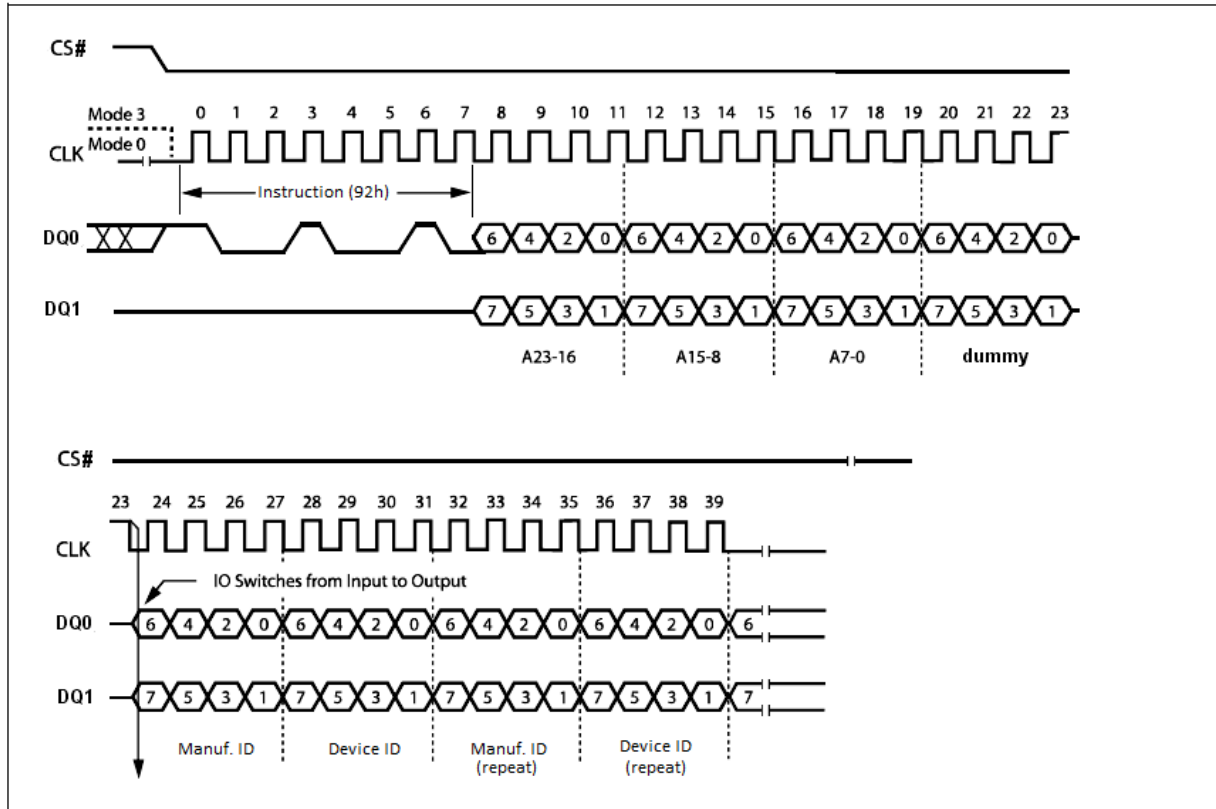 CS#
Mode 3
0 1 2 3 4 5 6 7 8 9 10 11 12 13 14 15 16 17 18 19 20 21 22 23
Mode 0
CLK
Instruction (92h)
DQ0 6 4 2 0 6 4 2 0 6 4 2 0 6 4 2 0
DQ1 7 5 3 1 7 5 3 1 7 5 3 1 7 5 3 1
A23-16 A15-8 A7-0 dummy
CS#
23 24 25 26 27 28 29 30 31 32 33 34 35 36 37 38 39
CLK
IO Switches from Input to Output
DQ0 6 4 2 0 6 4 2 0 6 4 2 0 6 4 2 0 6
DQ1 7 5 3 1 7 5 3 1 7 5 3 1 7 5 3 1 7
Manuf. ID Device ID Manuf. ID Device ID
(repeat) (repeat)